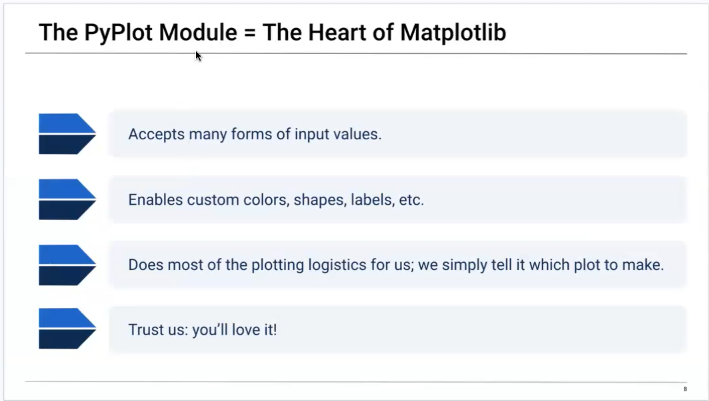 The PyPlot Module = The Heart of Matplotlib
Accepts many forms of input values.
Enables custom colors, shapes, labels, etc.
Does most of the plotting logistics for us; we simply tell it which plot to make.
Trust us: you’ll love it!
8